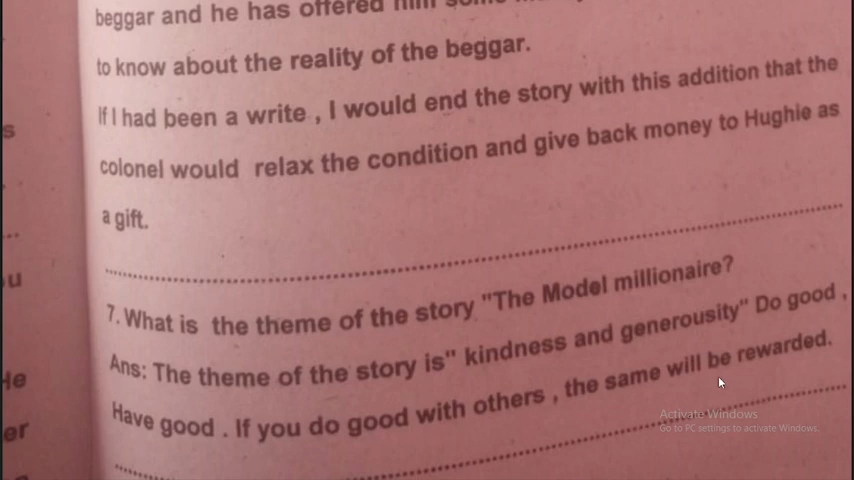 beggar and he has offered him
to know about the reality of the beggar.
If I had been a write , I would end the story with this addition that the
colonel would relax the condition and give back money to Hughie as
a gift.
7. What is the theme of the story "The Model millionaire?
Ans: The theme of the story is" kindness and generousity" Do good ,
Have good . If you do good with others , the same will be rewarded.
s
ou
He
er
Activate Windows
Go to PC settings to activate Windows.